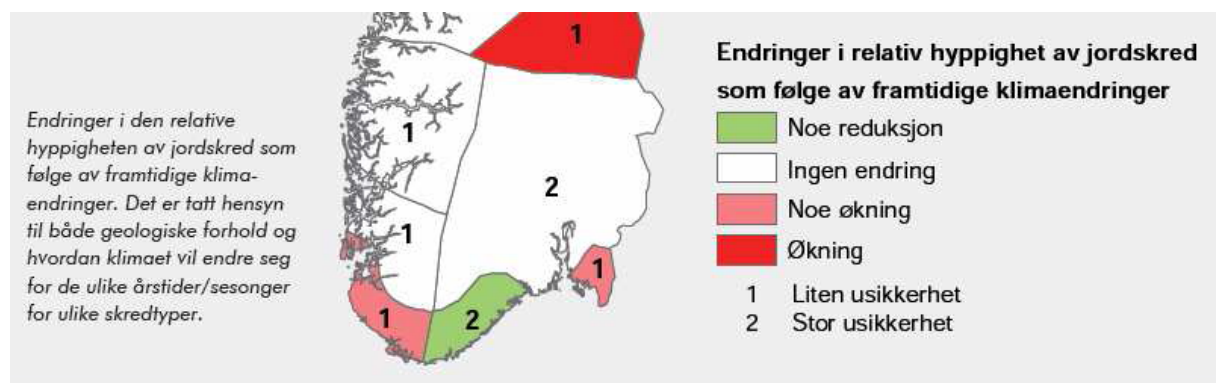 Endringer i den relative
hyppigheten av jordskred som
følge av framtidige klima-
endringer. Det er tatt hensyn
til både geologiske forhold og
hvordan klimaet vil endre seg
for de ulike årstider/sesonger
for ulike skredtyper.
1
1
2
1
1
1
2
Endringer i relativ hyppighet av jordskred
som følge av framtidige klimaendringer
Noe reduksjon
Ingen endring
Noe økning
Økning
1 Liten usikkerhet
2 Stor usikkerhet